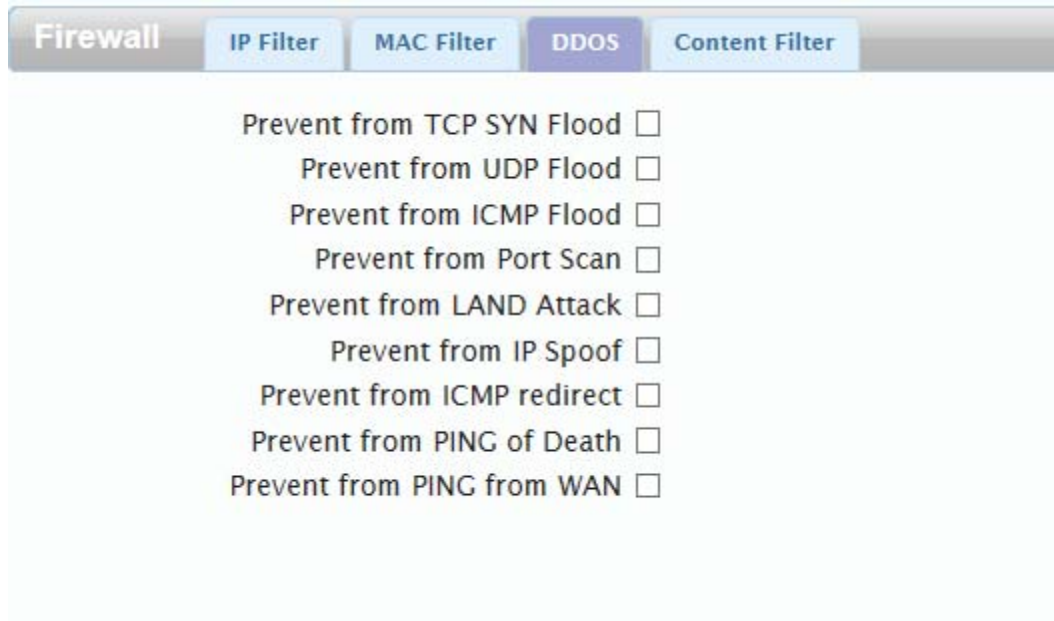 Firewall IP Filter MAC Filter DDOS Content Filter
Prevent from TCP SYN Flood
Prevent from UDP Flood
Prevent from ICMP Flood
Prevent from Port Scan
Prevent from LAND Attack
Prevent from IP Spoof
Prevent from ICMP redirect
Prevent from PING of Death
Prevent from PING from WAN